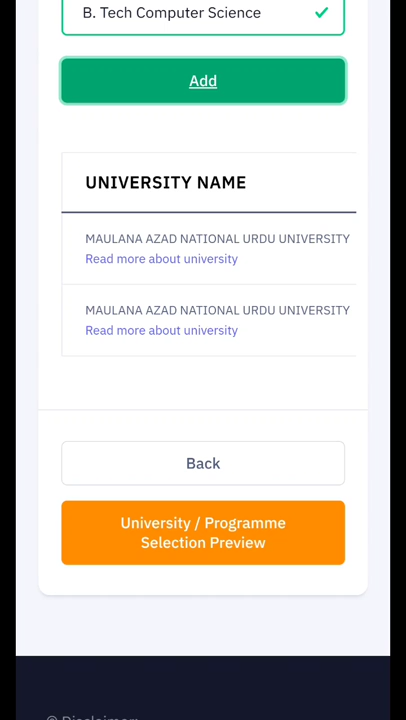 B. Tech Computer Science
Add
UNIVERSITY NAME
MAULANA AZAD NATIONAL URDU UNIVERSITY
Read more about university
MAULANA AZAD NATIONAL URDU UNIVERSITY
Read more about university
Back
University / Programme
Selection Preview
© Disclaimer: